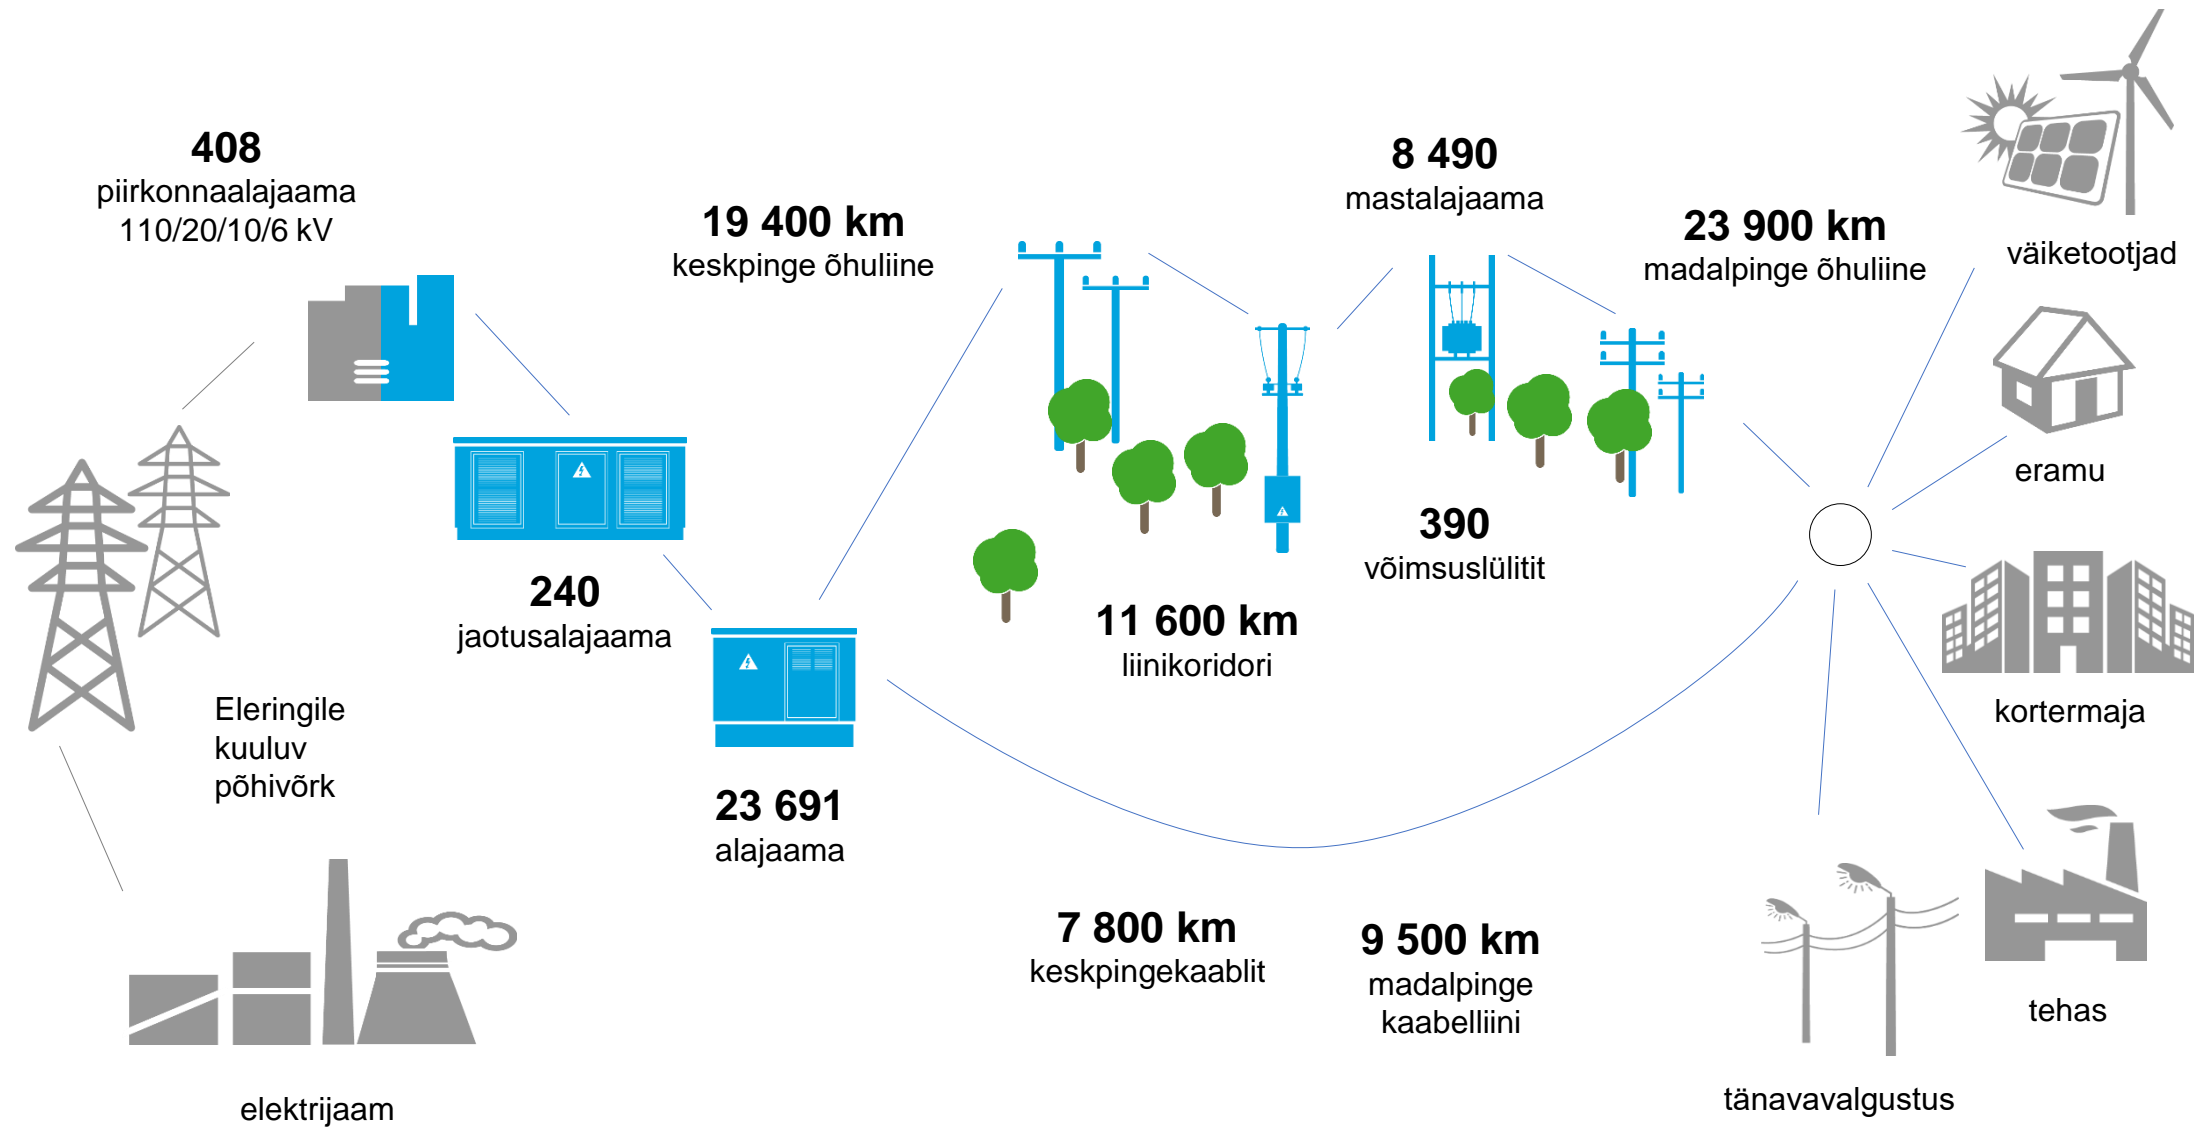 408
piirkonnaalajaama
110/20/10/6 kV
19 400 km
keskpinge õhuliine
8 490
mastalajaama
23 900 km
madalpinge õhuliine
väiketootjad
eramu
kortermaja
tehas
tänavavalgustus
390
võimsuslülitit
11 600 km
liinikoridori
240
jaotusalajaama
23 691
alajaama
Eleringile
kuuluv
põhivõrk
7 800 km
keskpingekaablit
9 500 km
madalpinge
kaabelliini
elektrijaam